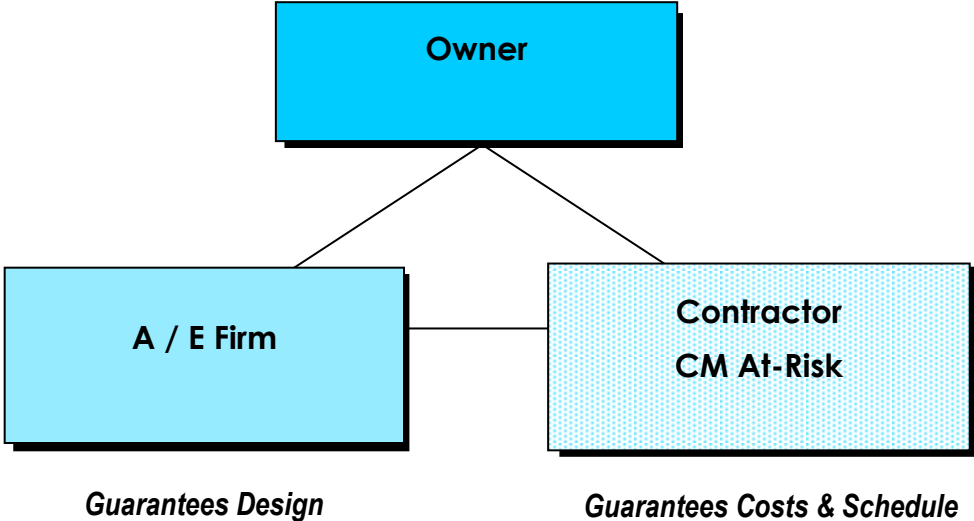 Owner
A / E Firm
Contractor
CM At-Risk
Guarantees Design
Guarantees Costs & Schedule